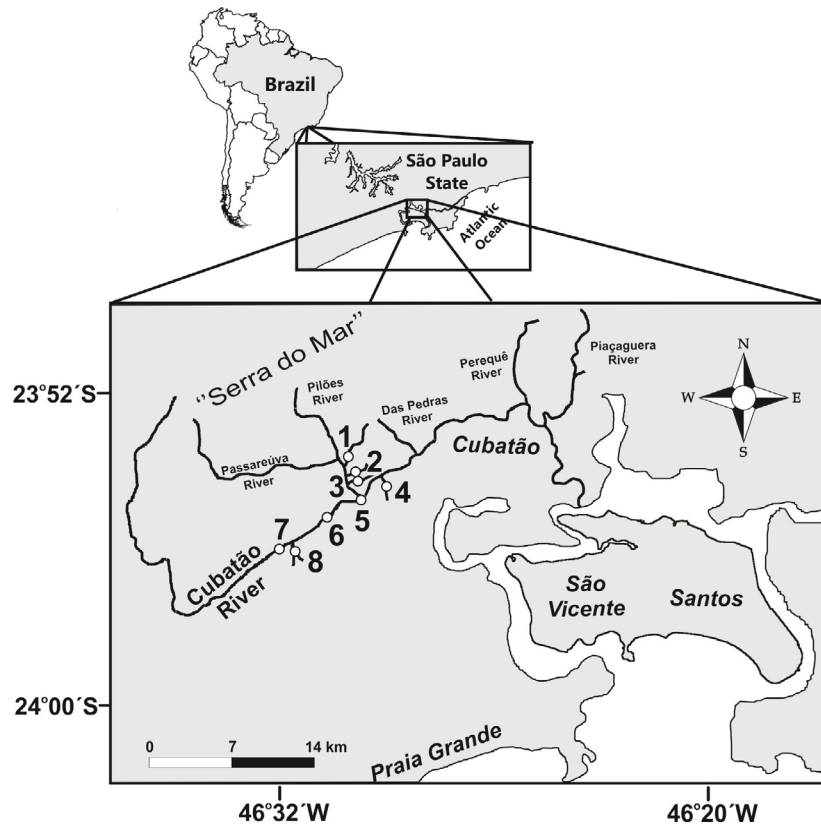 Brazil
São Paulo
State
Atlantic
Ocean
‘‘Serra do Mar’’
Pilões
River
Das Pedras
River
Perequê
River
Piaçaguera
River
N
W
E
S
23°52´S
Passareúva
River
Cubatão
1
2
3
4
5
6
7
8
Cubatão
River
São
Vicente
Santos
24°00´S
0 7 14 km
Praia Grande
46°32´W
46°20´W